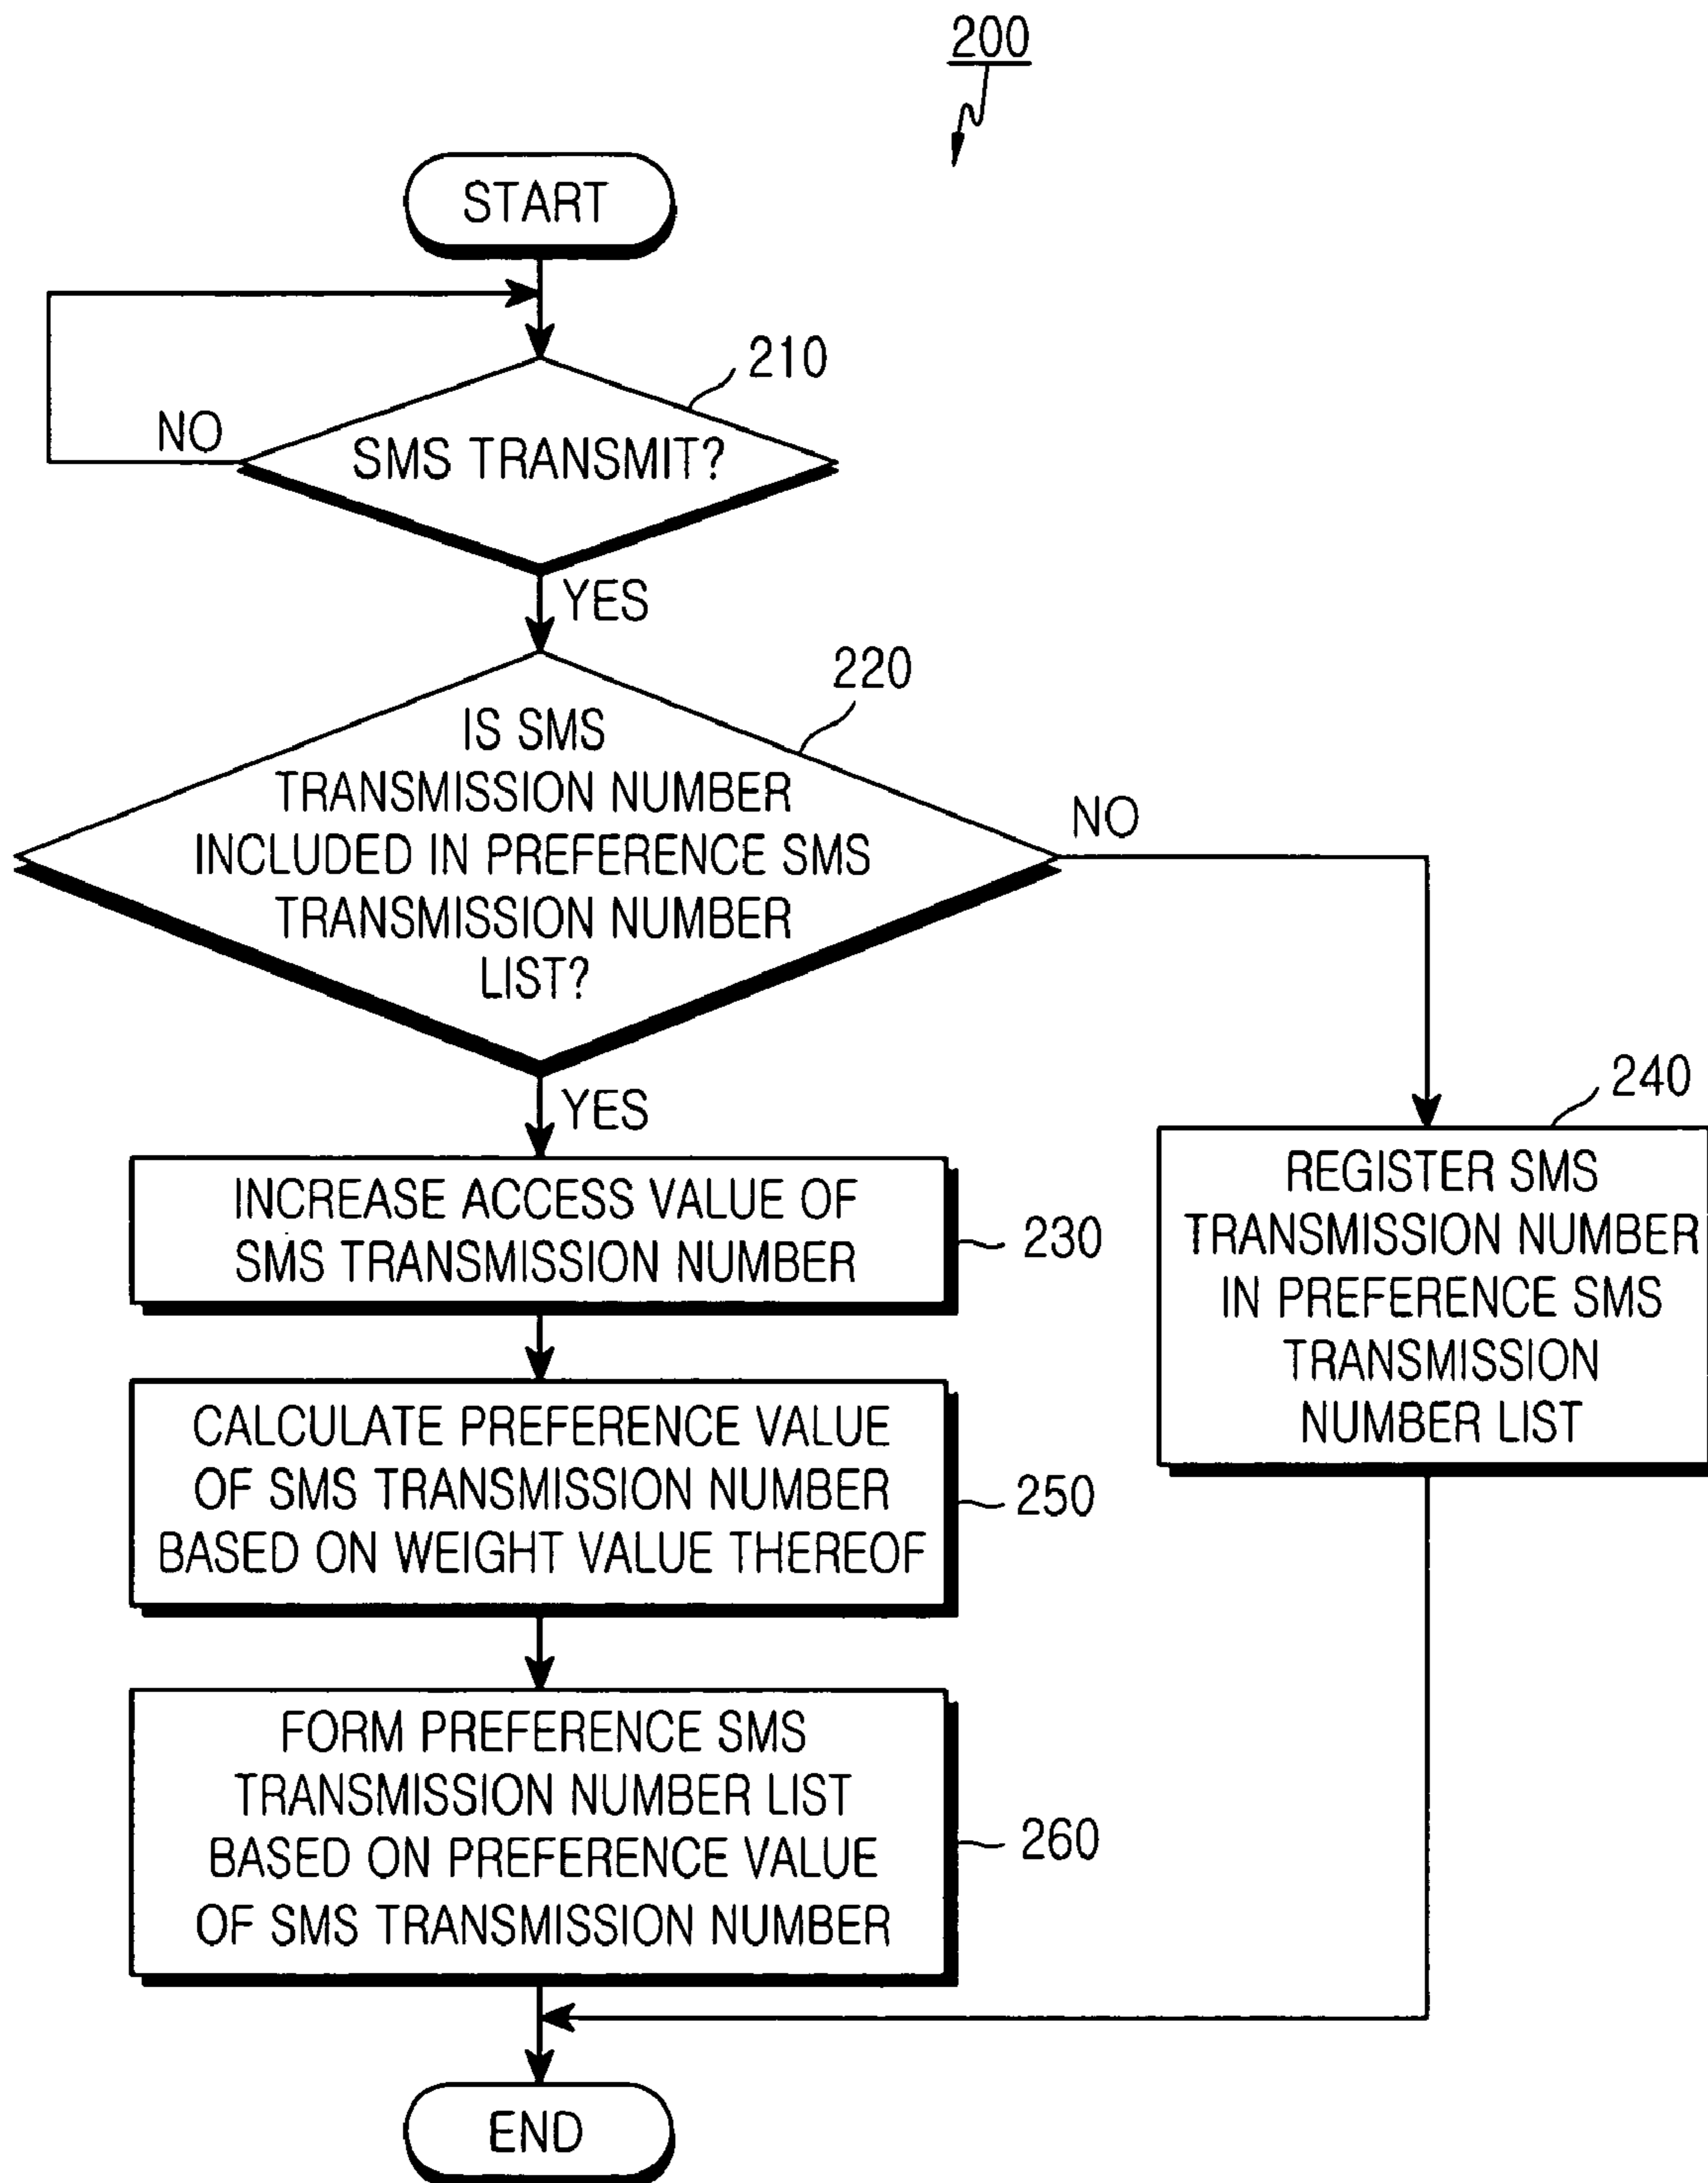 200
START
210
NO
SMS TRANSMIT?
YES
220
IS SMS
TRANSMISSION NUMBER
INCLUDED IN PREFERENCE SMS
TRANSMISSION NUMBER
LIST?
NO
YES
INCREASE ACCESS VALUE OF
SMS TRANSMISSION NUMBER
230
240
REGISTER SMS
TRANSMISSION NUMBER
IN PREFERENCE SMS
TRANSMISSION
NUMBER LIST
CALCULATE PREFERENCE VALUE
OF SMS TRANSMISSION NUMBER
BASED ON WEIGHT VALUE THEREOF
250
FORM PREFERENCE SMS
TRANSMISSION NUMBER LIST
BASED ON PREFERENCE VALUE
OF SMS TRANSMISSION NUMBER
260
END